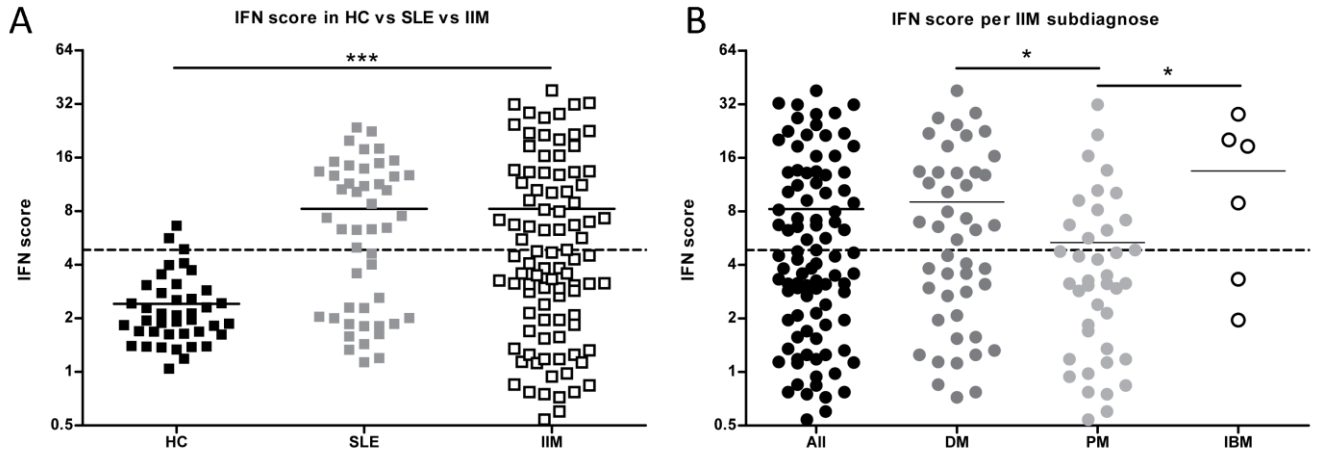 A
IFN score in HC vs SLE vs IIM
***
IFN score
64
32
16
8
4
2
1
0.5
HC
SLE
IIM
B
IFN score per IIM subdiagnose
*
*
IFN score
64
32
16
8
4
2
1
0.5
All
DM
PM
IBM